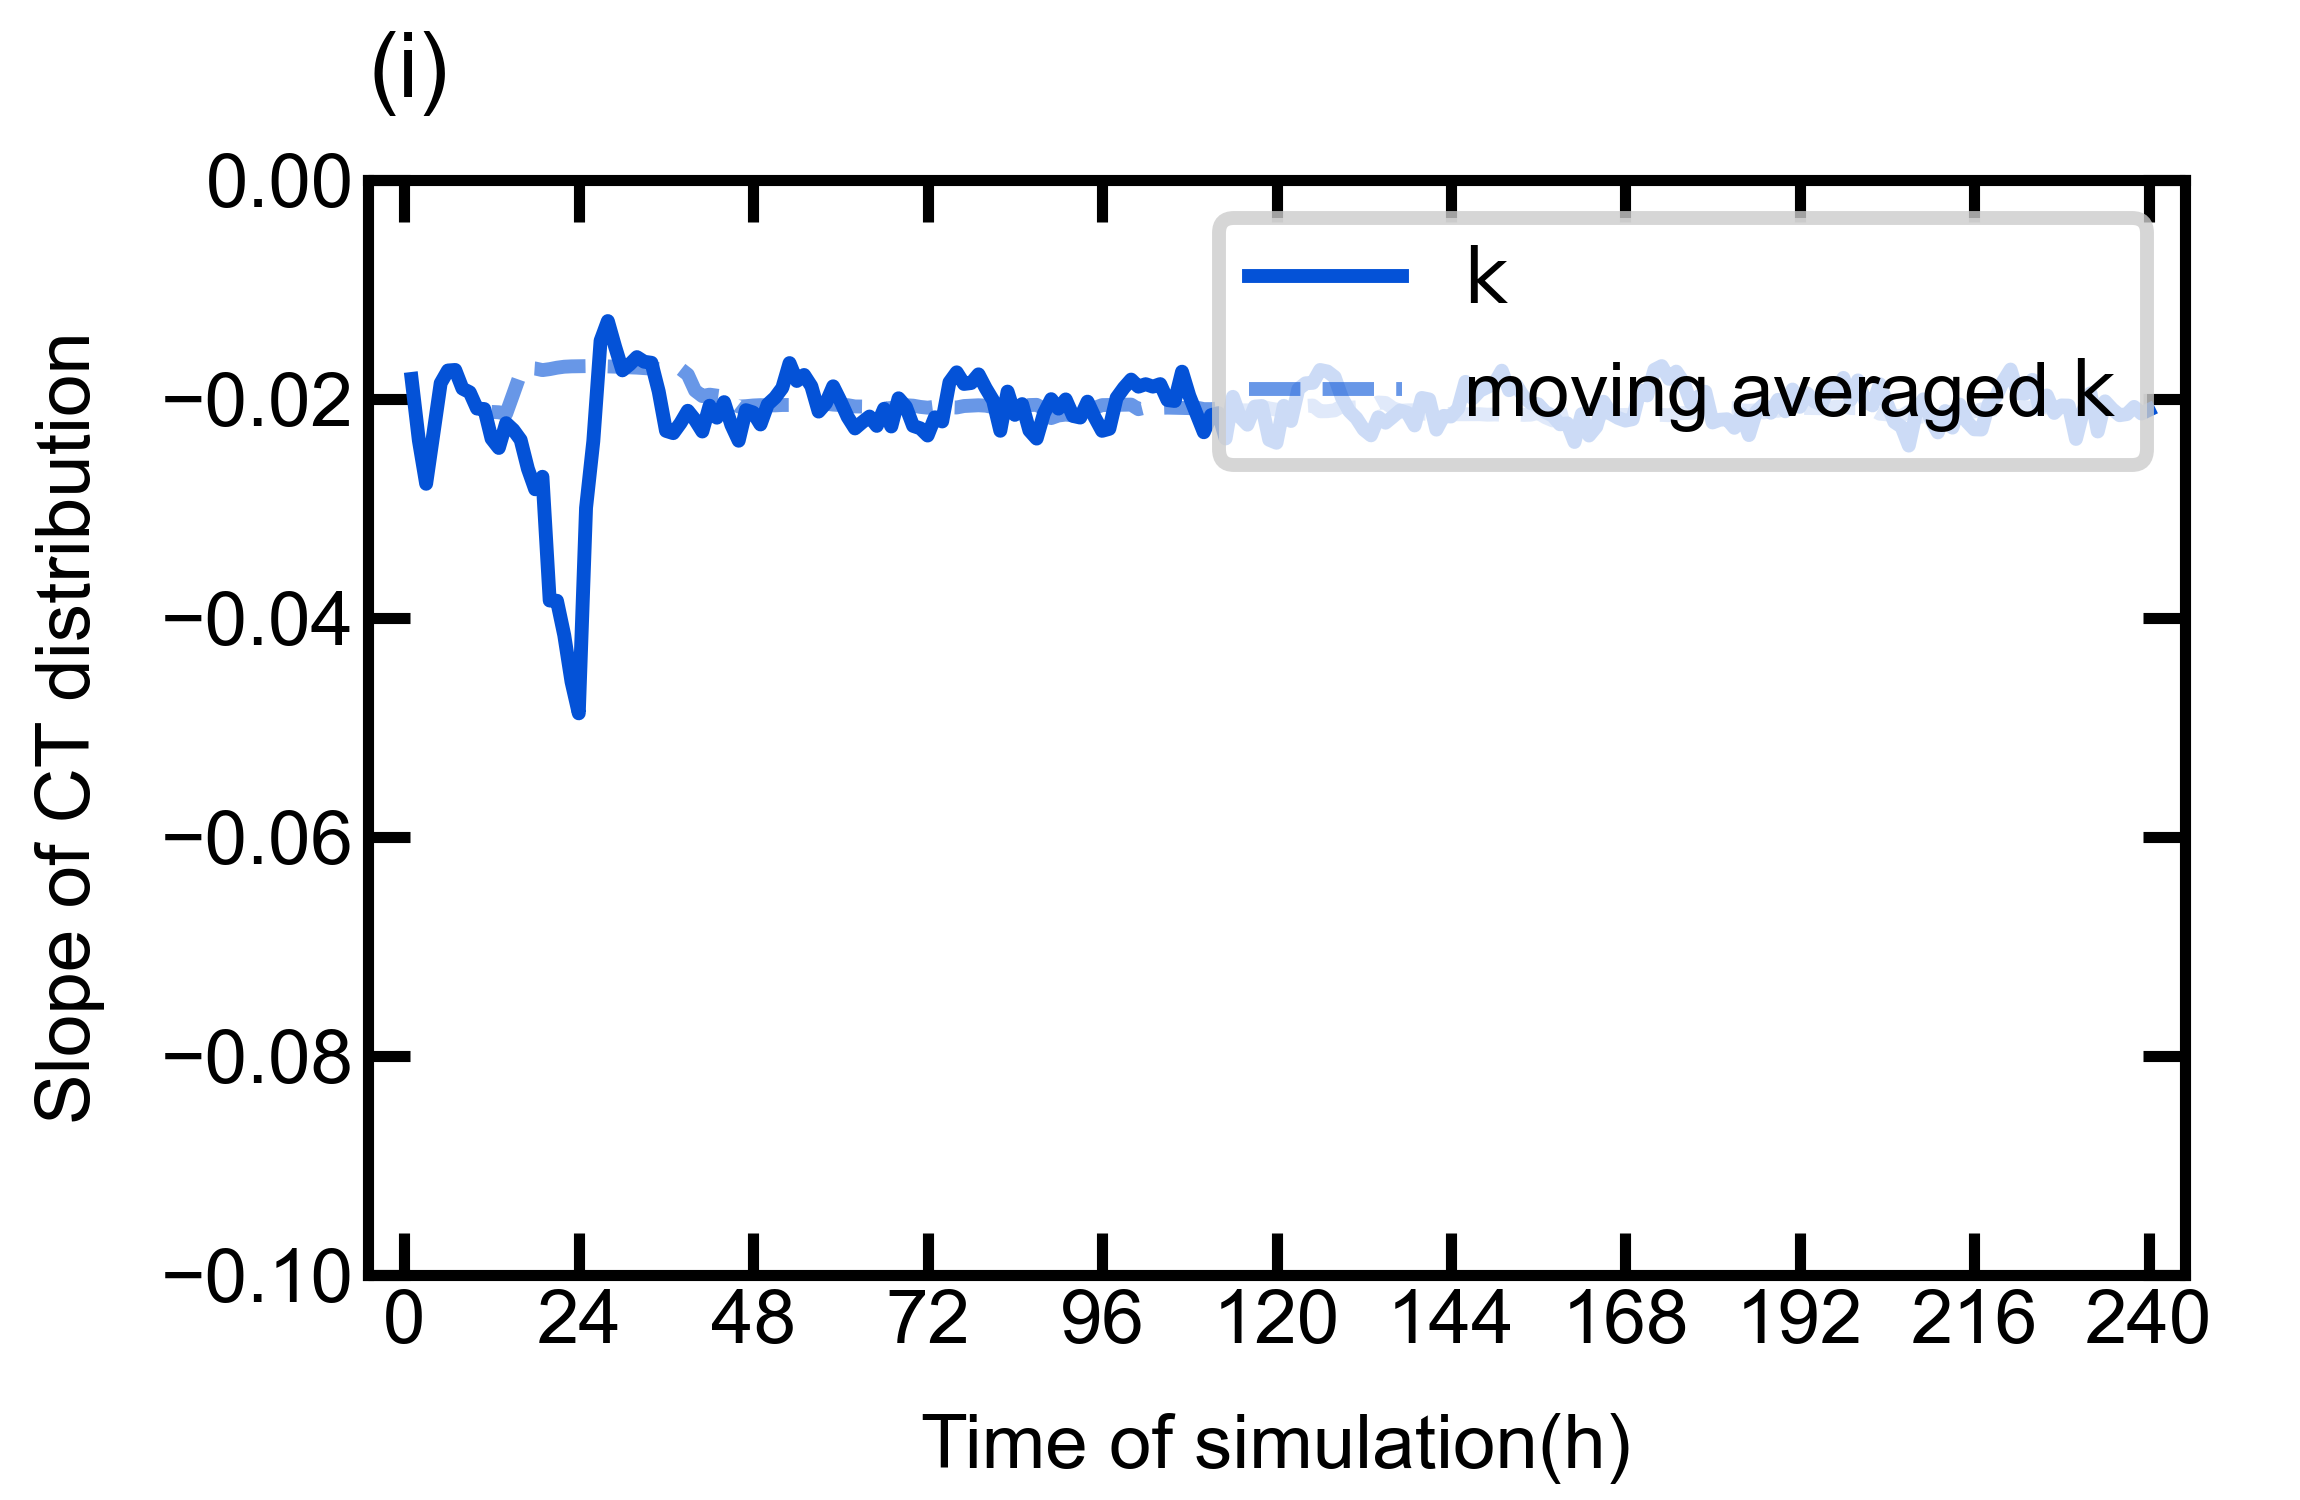 (i)
0.00
−0.02
−0.04
−0.06
−0.08
−0.10
Slope of CT distribution
k
moving averaged k
0 24 48 72 96 120 144 168 192 216 240
Time of simulation(h)